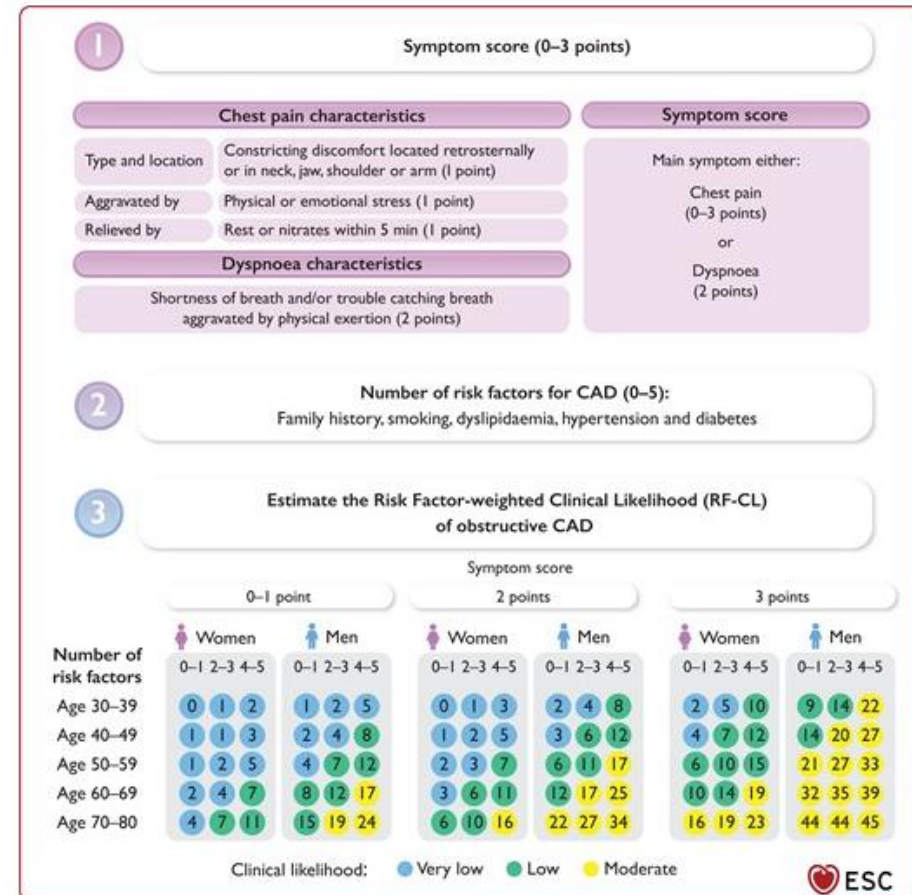 1
Symptom score (0–3 points)
Chest pain characteristics
Type and location
Constricting discomfort located retrosternally
or in neck, jaw, shoulder or arm (1 point)
Aggravated by
Physical or emotional stress (1 point)
Relieved by
Rest or nitrates within 5 min (1 point)
Dyspnoea characteristics
Shortness of breath and/or trouble catching breath
aggravated by physical exertion (2 points)
Symptom score
Main symptom either:
Chest pain
(0–3 points)
or
Dyspnoea
(2 points)
2
Number of risk factors for CAD (0–5):
Family history, smoking, dyslipidaemia, hypertension and diabetes
3
Estimate the Risk Factor-weighted Clinical Likelihood (RF-CL)
of obstructive CAD
Symptom score
0–1 point 2 points 3 points
Women Men Women Men Women Men
Number of
risk factors
0–1 2–3 4–5 0–1 2–3 4–5 0–1 2–3 4–5 0–1 2–3 4–5 0–1 2–3 4–5 0–1 2–3 4–5
Age 30–39 0 1 2 1 2 5 0 1 3 2 4 8 2 5 10 9 14 22
Age 40–49 1 1 3 2 4 8 1 2 5 3 6 12 4 7 12 14 20 27
Age 50–59 1 2 5 4 7 12 2 3 7 6 11 17 6 10 15 21 27 33
Age 60–69 2 4 7 8 12 17 3 6 11 12 17 25 10 14 19 32 35 39
Age 70–80 4 7 11 15 19 24 6 10 16 22 27 34 16 19 23 44 44 45
Clinical likelihood: Very low Low Moderate
ESC